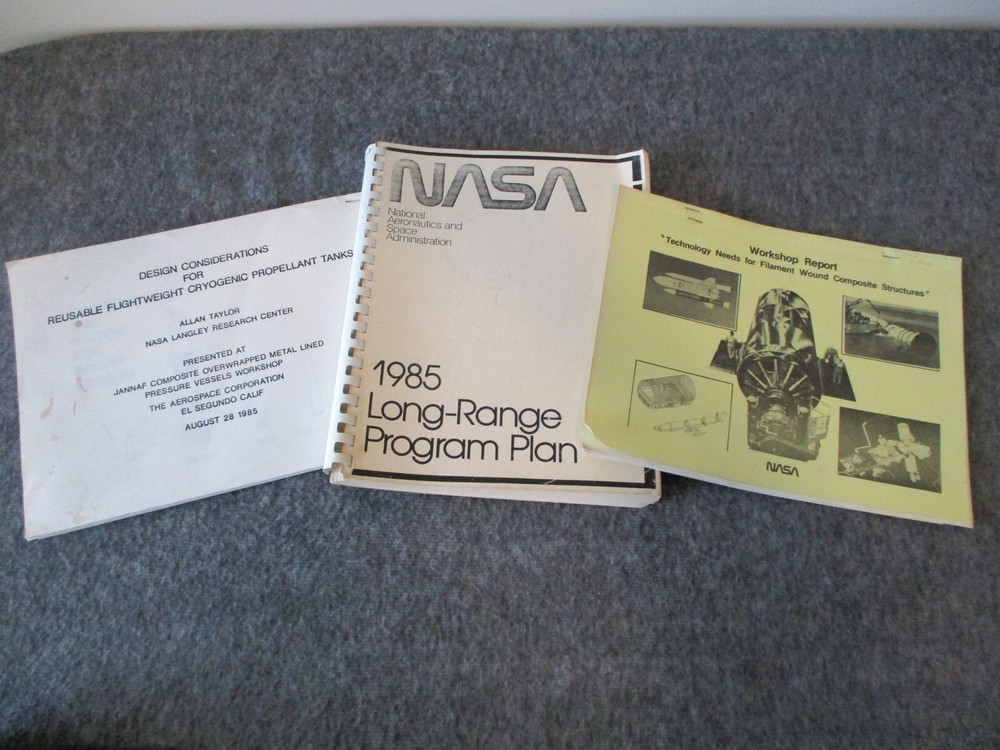 DESIGN CONSIDERATIONS
FOR
REUSABLE FLIGHTWEIGHT CRYOGENIC PROPELLANT TANKS
ALLAN TAYLOR
NASA LANGLEY RESEARCH CENTER
PRESENTED AT
JANNAF COMPOSITE OVERWRAPPED METAL LINED
PRESSURE VESSELS WORKSHOP
THE AEROSPACE CORPORATION
EL SEGUNDO CALIF
AUGUST 28 1985
NASA
National
Aeronautics and
Space
Administration
1985
Long-Range
Program Plan
Workshop Report
"Technology Needs for Filament Wound Composite Structures"
NASA